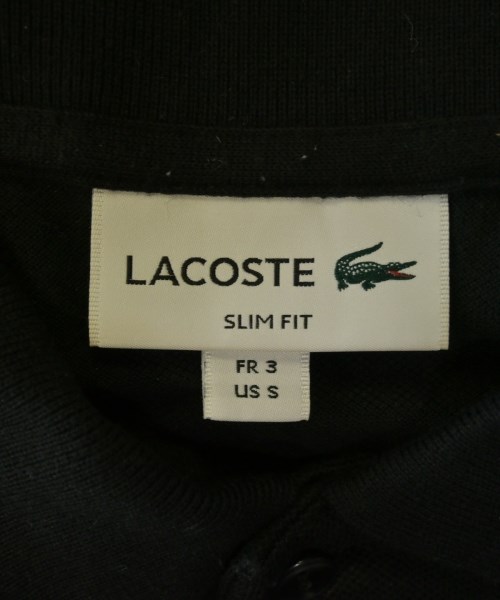 LACOSTE
SLIM FIT
FR 3
US S